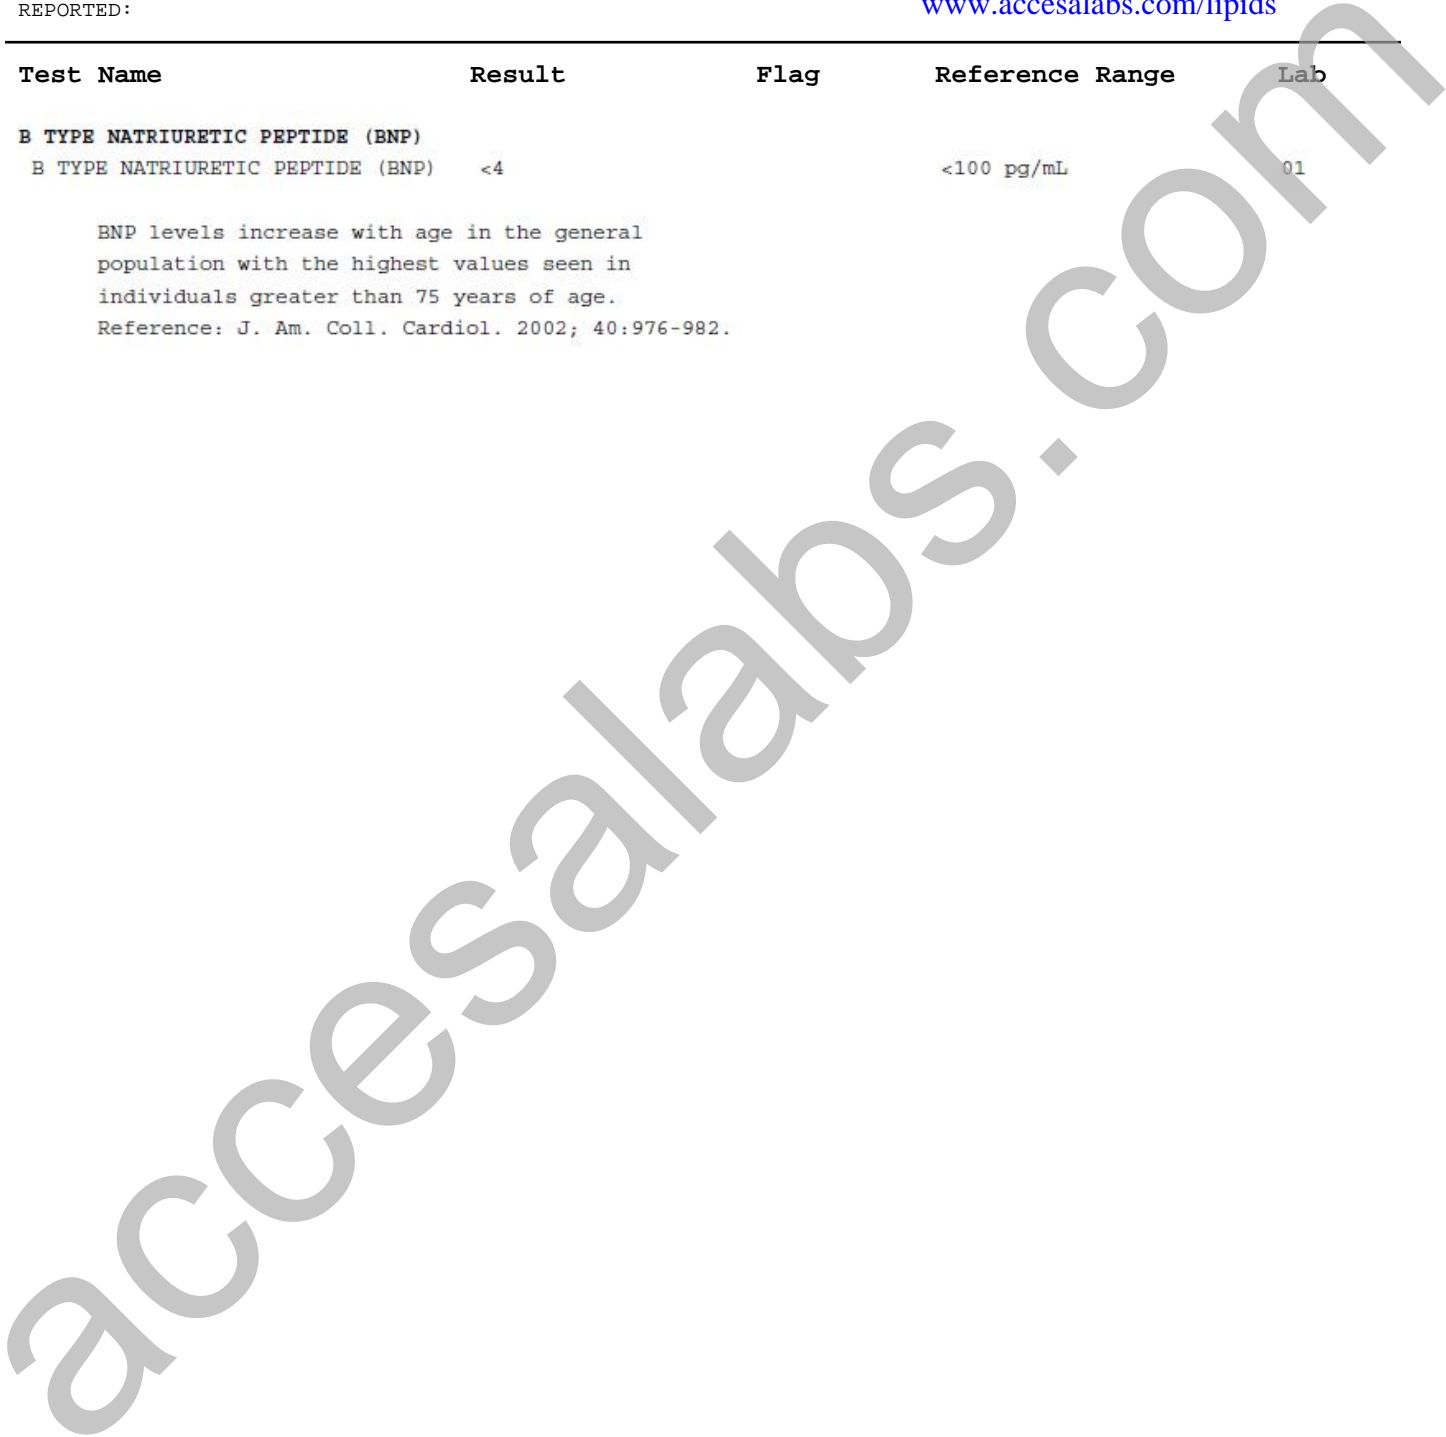 REPORTED: www.accesalabs.com/lipids
Test Name Result Flag Reference Range Lab
B TYPE NATRIURETIC PEPTIDE (BNP)
B TYPE NATRIURETIC PEPTIDE (BNP) <4 <100 pg/mL 01
BNP levels increase with age in the general
population with the highest values seen in
individuals greater than 75 years of age.
Reference: J. Am. Coll. Cardiol. 2002; 40:976-982.
accesalabs.com